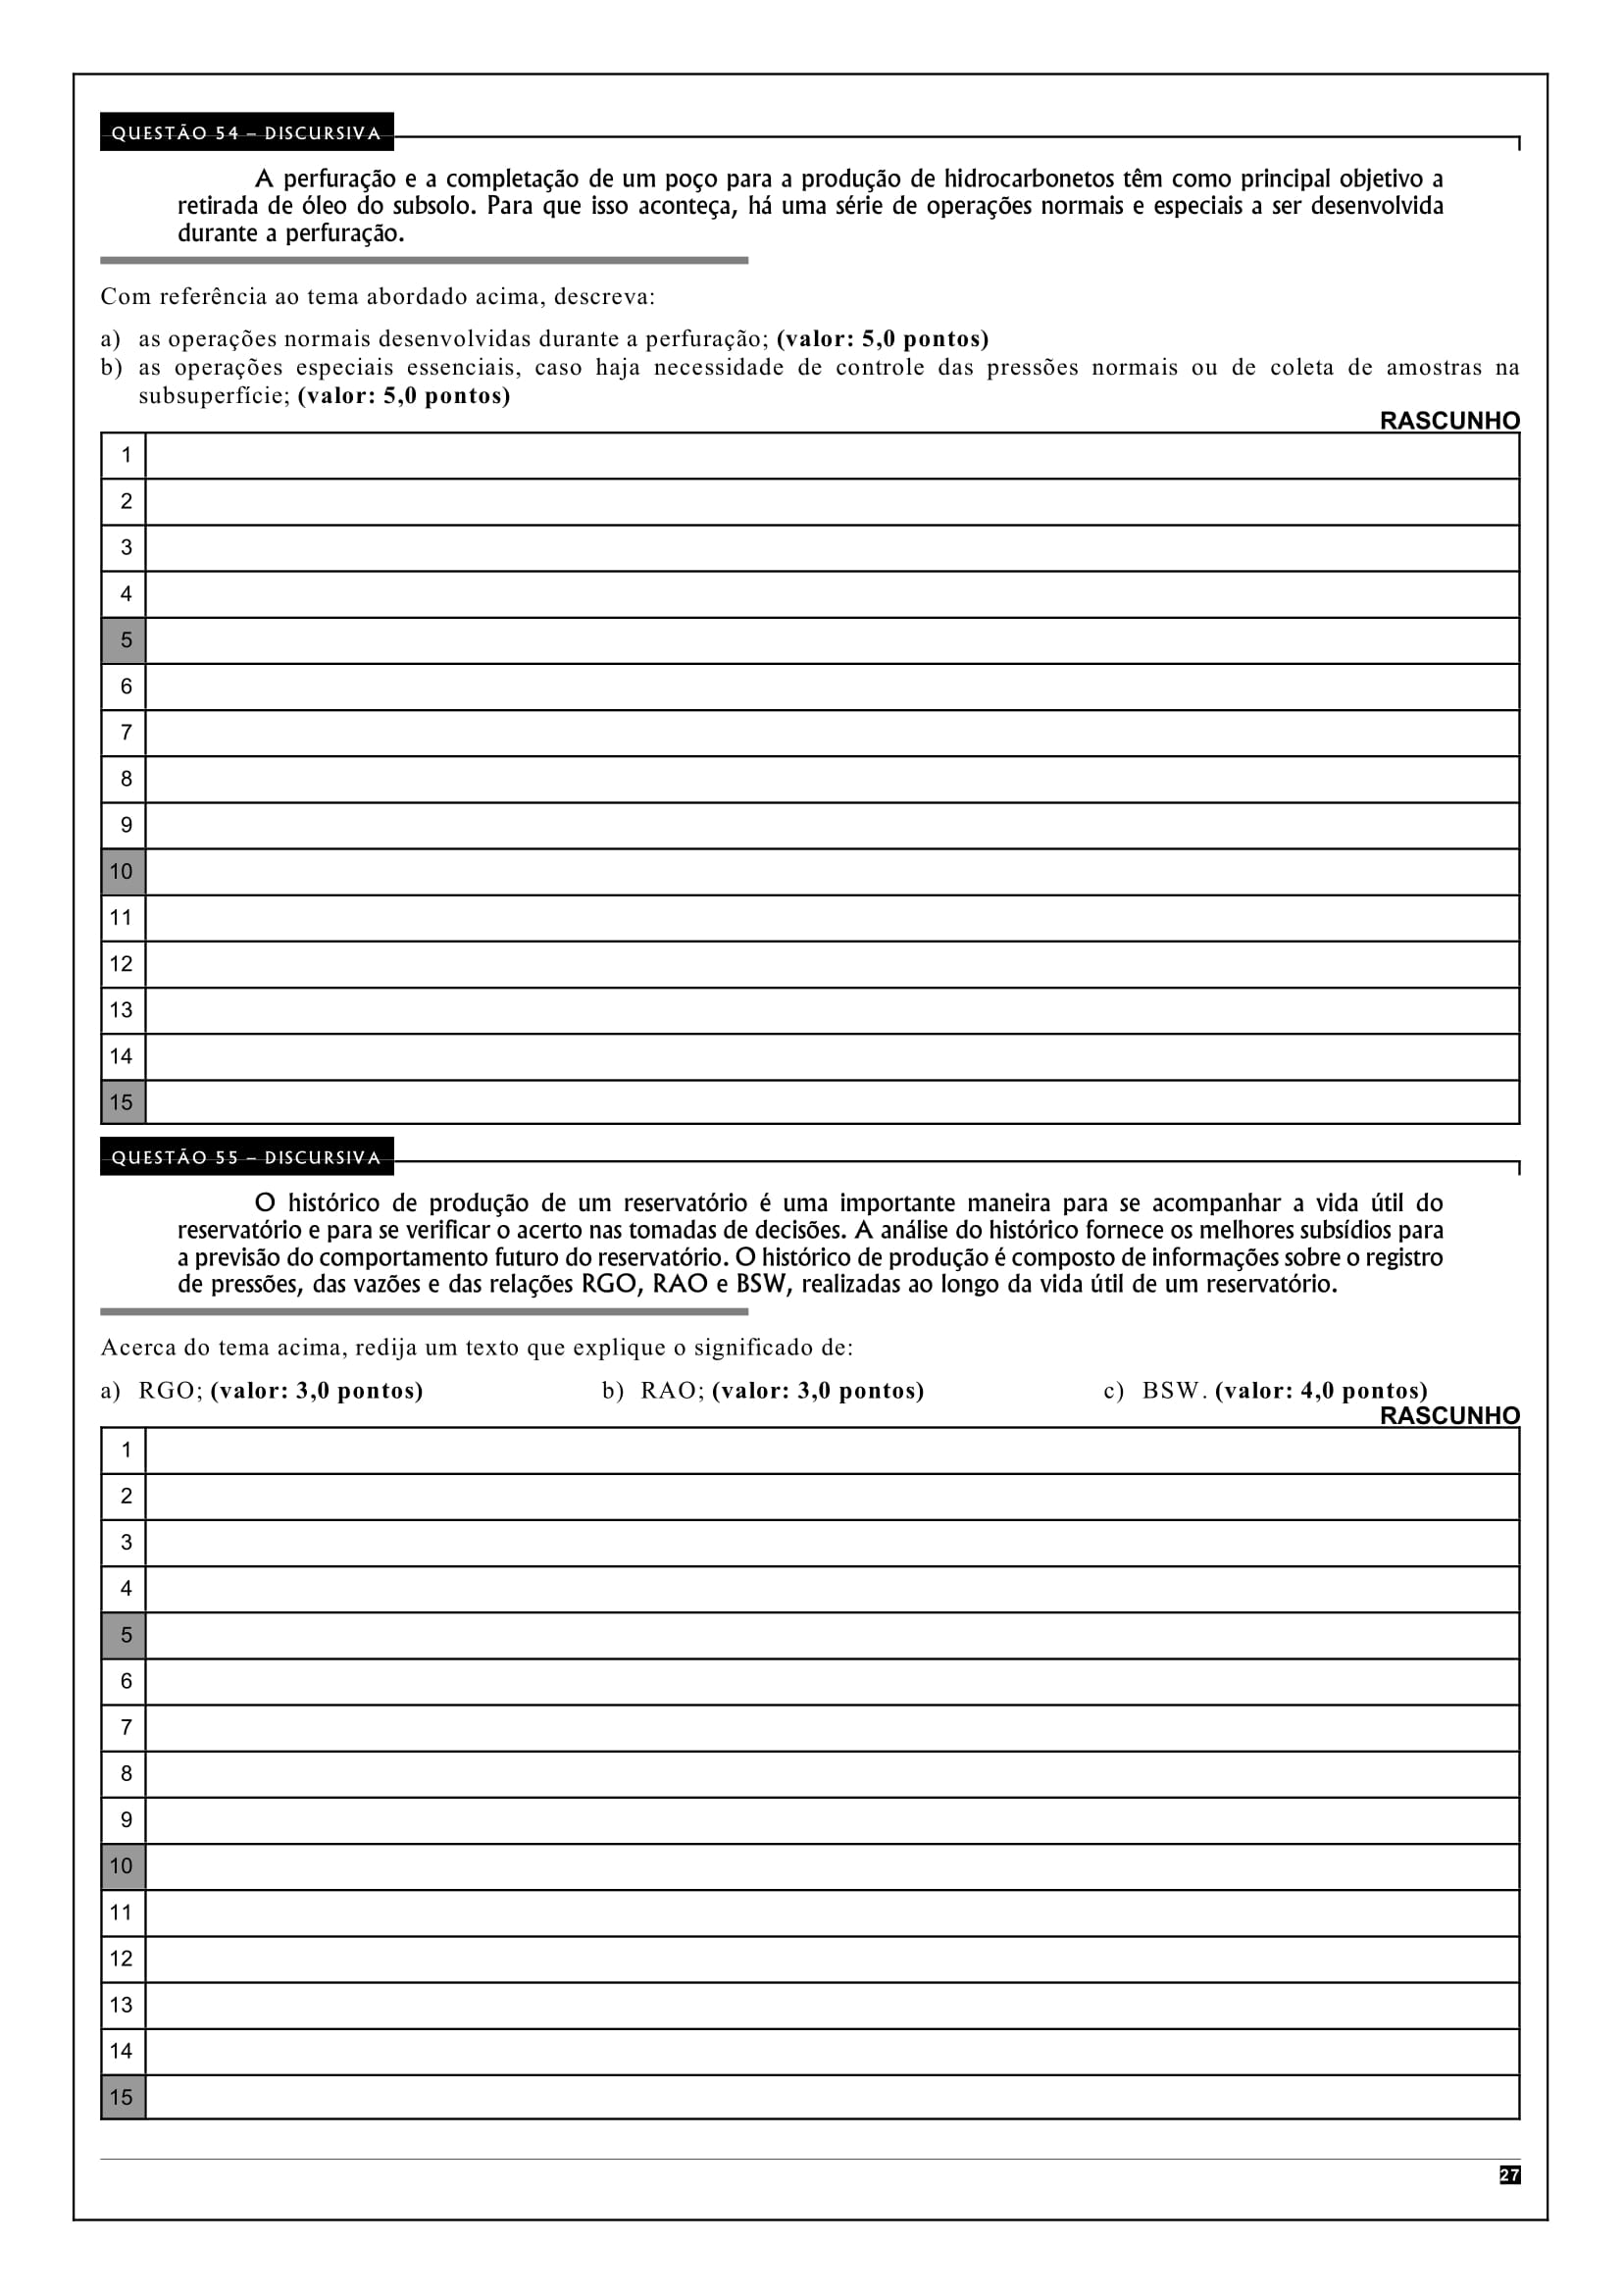 QUESTÃO 54 – DISCURSIVA
A perfuração e a completação de um poço para a produção de hidrocarbonetos têm como principal objetivo a
retirada de óleo do subsolo. Para que isso aconteça, há uma série de operações normais e especiais a ser desenvolvida
durante a perfuração.
Com referência ao tema abordado acima, descreva:
a) as operações normais desenvolvidas durante a perfuração; (valor: 5,0 pontos)
b) as operações especiais essenciais, caso haja necessidade de controle das pressões normais ou de coleta de amostras na
subsuperfície; (valor: 5,0 pontos)
RASCUNHO
1
2
3
4
5
6
7
8
9
10
11
12
13
14
15
QUESTÃO 55 – DISCURSIVA
O histórico de produção de um reservatório é uma importante maneira para se acompanhar a vida útil do
reservatório e para se verificar o acerto nas tomadas de decisões. A análise do histórico fornece os melhores subsídios para
a previsão do comportamento futuro do reservatório. O histórico de produção é composto de informações sobre o registro
de pressões, das vazões e das relações RGO, RAO e BSW, realizadas ao longo da vida útil de um reservatório.
Acerca do tema acima, redija um texto que explique o significado de:
a) RGO; (valor: 3,0 pontos) b) RAO; (valor: 3,0 pontos) c) BSW. (valor: 4,0 pontos)
RASCUNHO
1
2
3
4
5
6
7
8
9
10
11
12
13
14
15
27